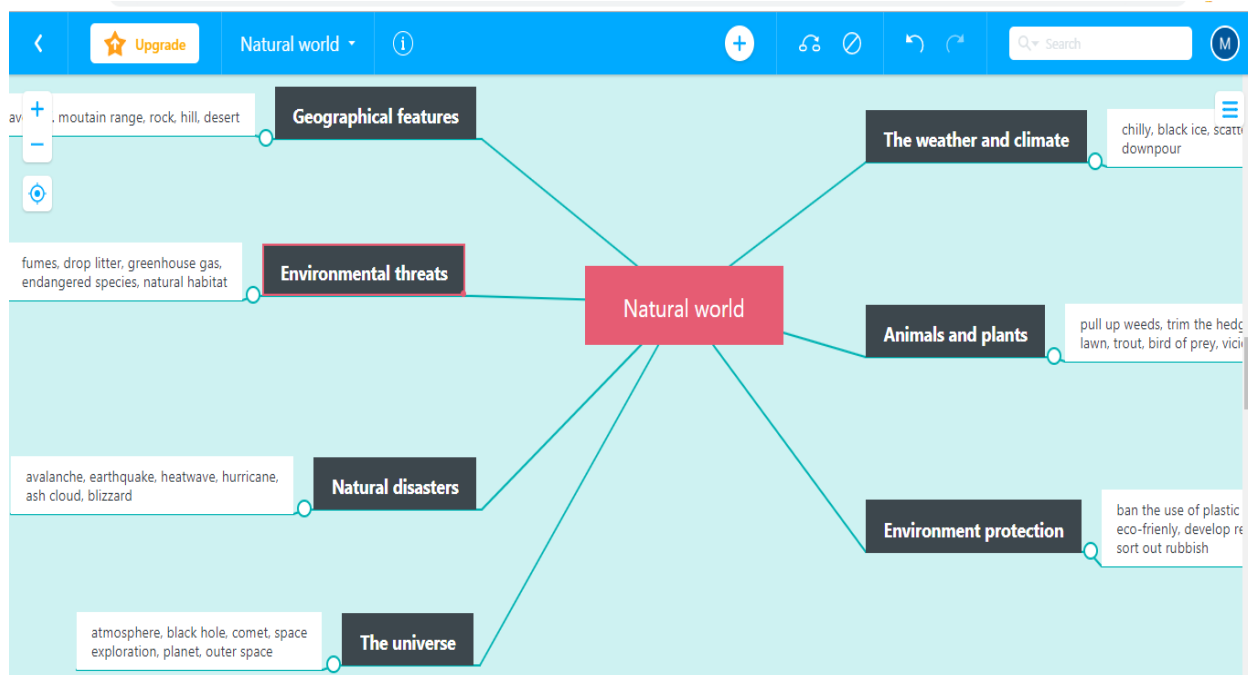 Upgrade
Natural world
Search
M
moutain range, rock, hill, desert
Geographical features
fumes, drop litter, greenhouse gas,
endangered species, natural habitat
Environmental threats
avalanche, earthquake, heatwave, hurricane,
ash cloud, blizzard
Natural disasters
atmosphere, black hole, comet, space
exploration, planet, outer space
The universe
Natural world
The weather and climate
chilly, black ice,
downpour
Animals and plants
pull up weeds, trim the
lawn, trout, bird of prey,
Environment protection
ban the use of plastic
eco-frienly, develop
sort out rubbish